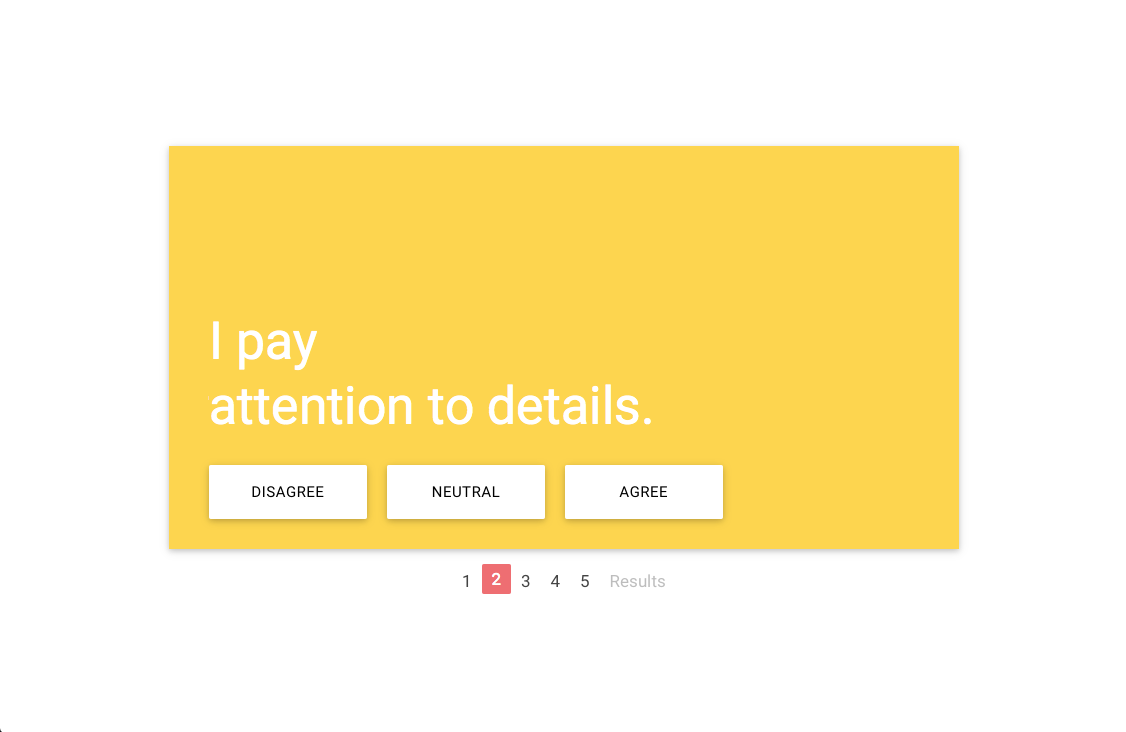 I pay
attention to details.
DISAGREE NEUTRAL AGREE
1 2 3 4 5 Results